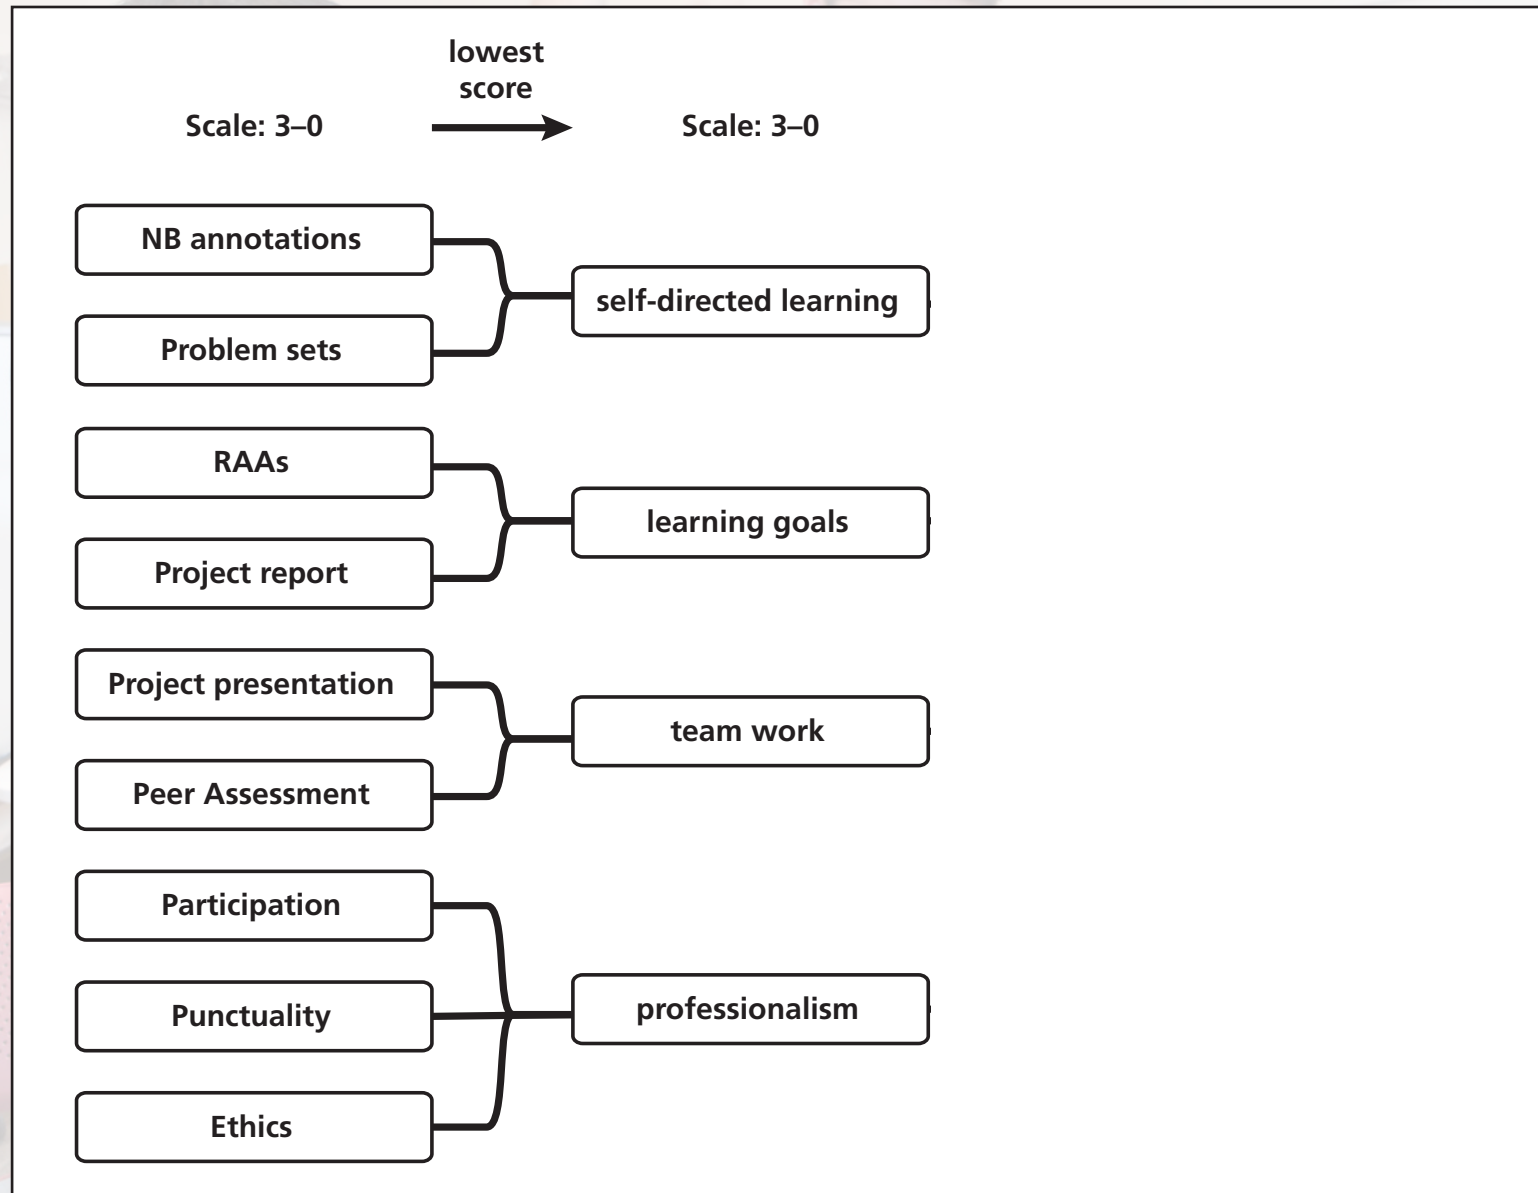 lowest
score
Scale: 3–0
Scale: 3–0
NB annotations
Problem sets
self-directed learning
RAAs
Project report
learning goals
Project presentation
Peer Assessment
team work
Participation
Punctuality
Ethics
professionalism